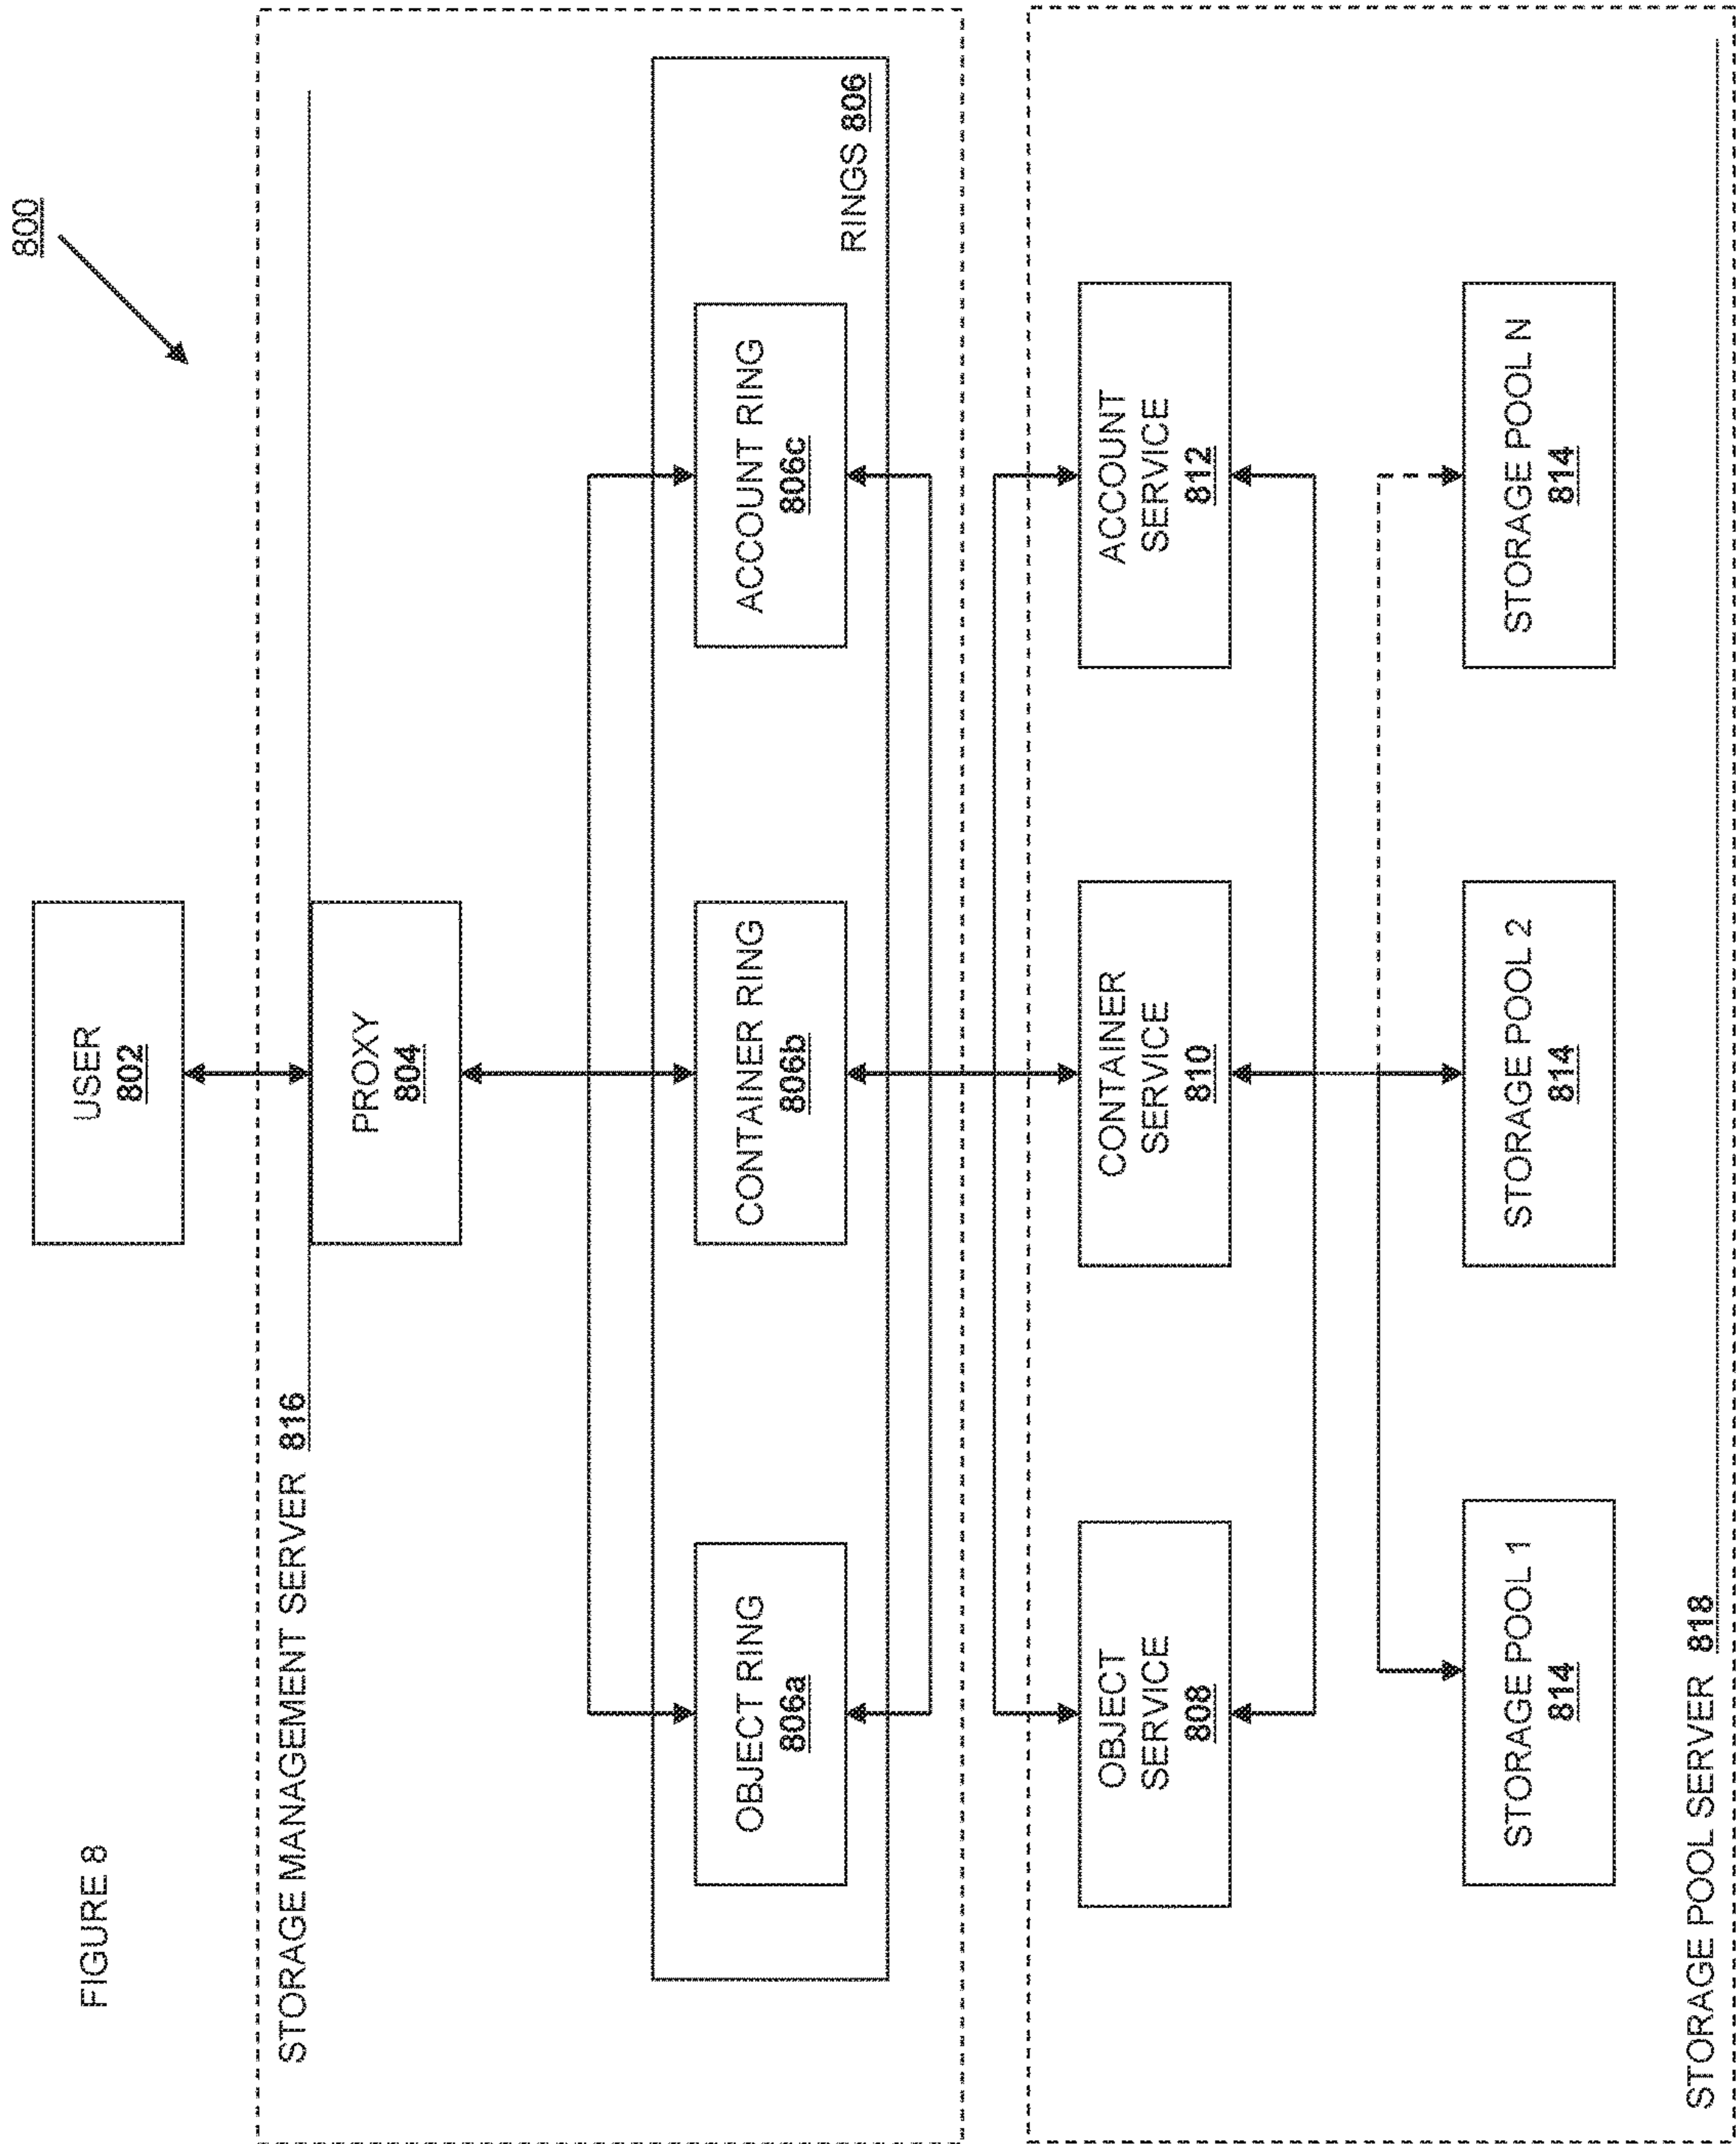 FIGURE 8
800
USER
802
STORAGE MANAGEMENT SERVER 816
PROXY
804
OBJECT RING
806a
CONTAINER RING
806b
ACCOUNT RING
806c
RINGS 806
OBJECT
SERVICE
808
CONTAINER
SERVICE
810
ACCOUNT
SERVICE
812
STORAGE POOL 1
814
STORAGE POOL 2
814
STORAGE POOL N
814
STORAGE POOL SERVER 818